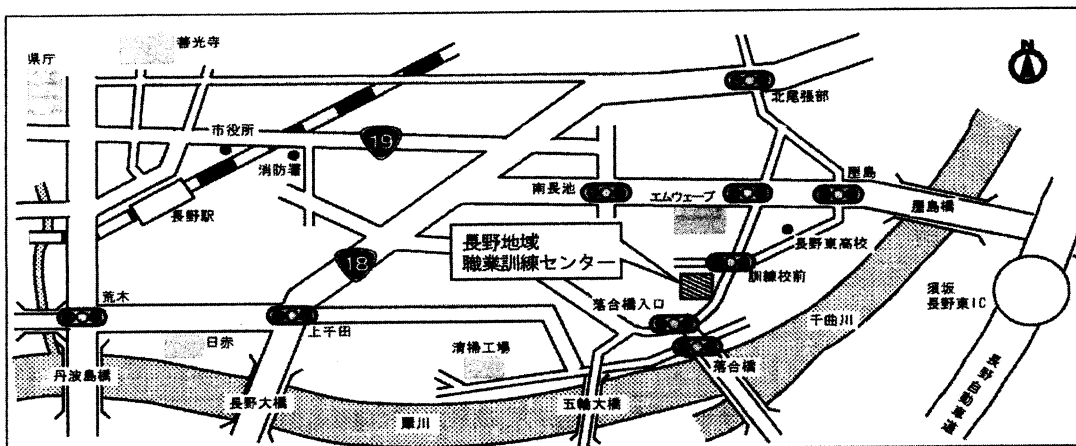 N
善光寺
県庁
北尾張部
市役所
19
消防署
屋島
南長池
エムウェーブ
長野駅
屋島橋
長野東高校
長野地域
職業訓練センター
18
訓練校前
須坂
長野東IC
荒木
落合橋入口
千曲川
上千田
日赤
清掃工場
落合橋
丹波島橋
長野大橋
五輪大橋
犀川
長野自動車道